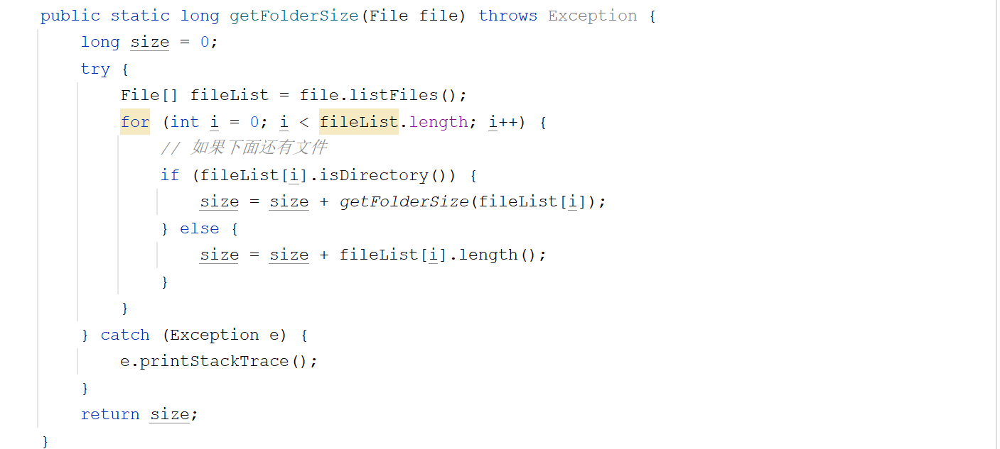 public static long getFolderSize(File file) throws Exception {
    long size = 0;
    try {
        File[] fileList = file.listFiles();
        for (int i = 0; i < fileList.length; i++) {
            // 如果下面还有文件
            if (fileList[i].isDirectory()) {
                size = size + getFolderSize(fileList[i]);
            } else {
                size = size + fileList[i].length();
            }
        }
    } catch (Exception e) {
        e.printStackTrace();
    }
    return size;
}